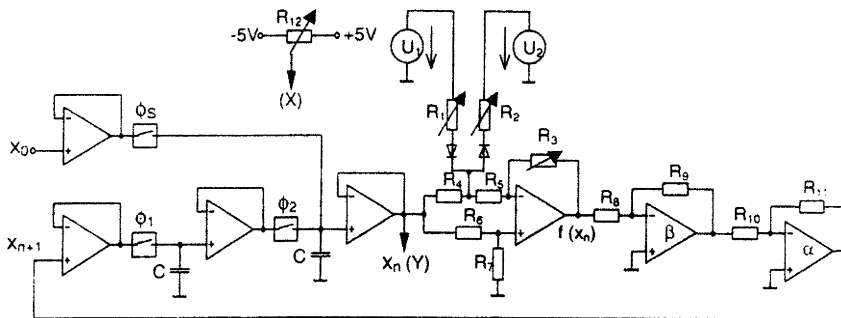 R₁₂
-5V
+5V
(X)
U₁
U₂
R₁
R₂
R₃
ϕS
X₀
R₄
R₅
R₉
R₁₁
ϕ₁
ϕ₂
R₆
R₈
R₁₀
Xₙ₊₁
f (xₙ)
β
α
C
C
xₙ (Y)
R₇